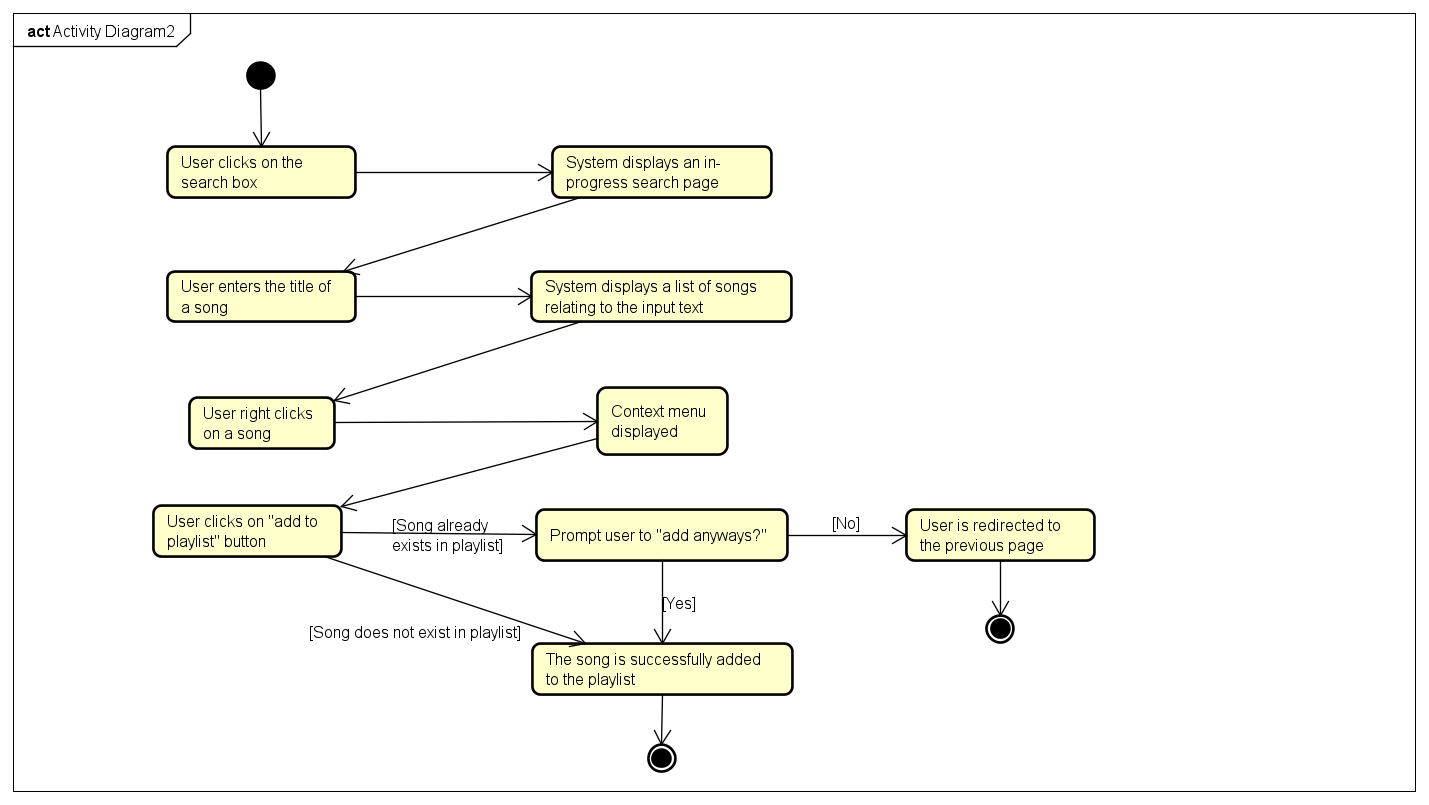 act Activity Diagram2
User clicks on the
search box
System displays an in-
progress search page
User enters the title of
a song
System displays a list of songs
relating to the input text
User right clicks
on a song
Context menu
displayed
User clicks on "add to
playlist" button
[Song already
exists in playlist]
Prompt user to "add anyways?"
[No]
User is redirected to
the previous page
[Yes]
[Song does not exist in playlist]
The song is successfully added
to the playlist